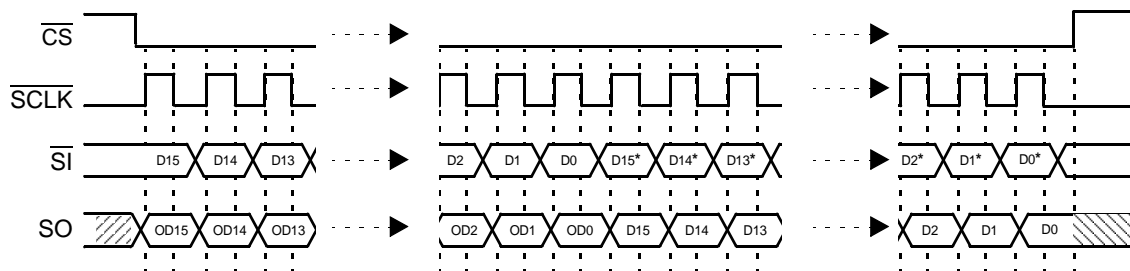 CS
SCLK
SI D15 D14 D13 D2 D1 D0 D15* D14* D13* D2* D1* D0*
SO OD15 OD14 OD13 OD2 OD1 OD0 D15 D14 D13 D2 D1 D0